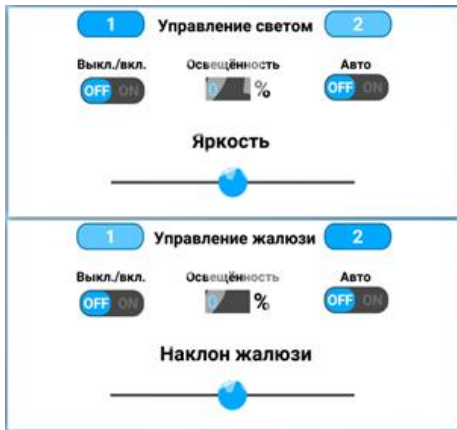 1 Управление светом 2
Выкл./вкл. Освещённость Авто
OFF ON 0 % OFF ON
Яркость
1 Управление жалюзи 2
Выкл./вкл. Освещённость Авто
OFF ON 0 % OFF ON
Наклон жалюзи